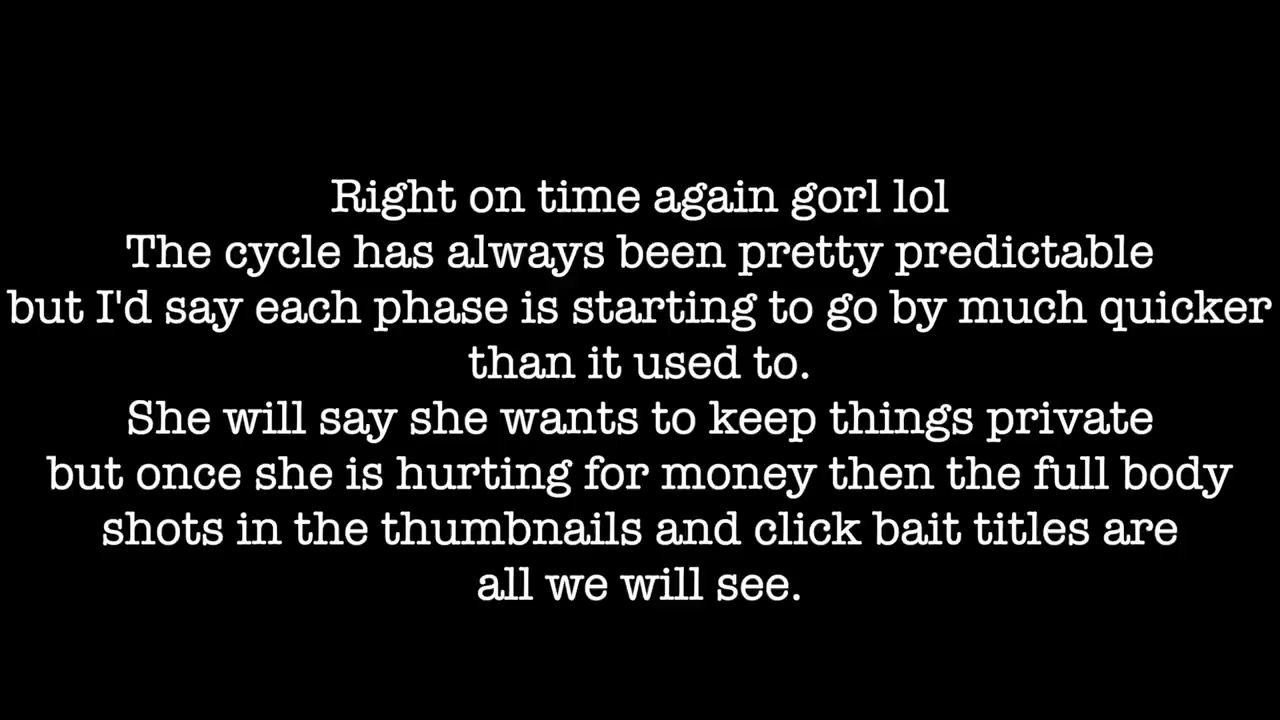 Right on time again gorl lol
The cycle has always been pretty predictable
but I'd say each phase is starting to go by much quicker
than it used to.
She will say she wants to keep things private
but once she is hurting for money then the full body
shots in the thumbnails and click bait titles are
all we will see.